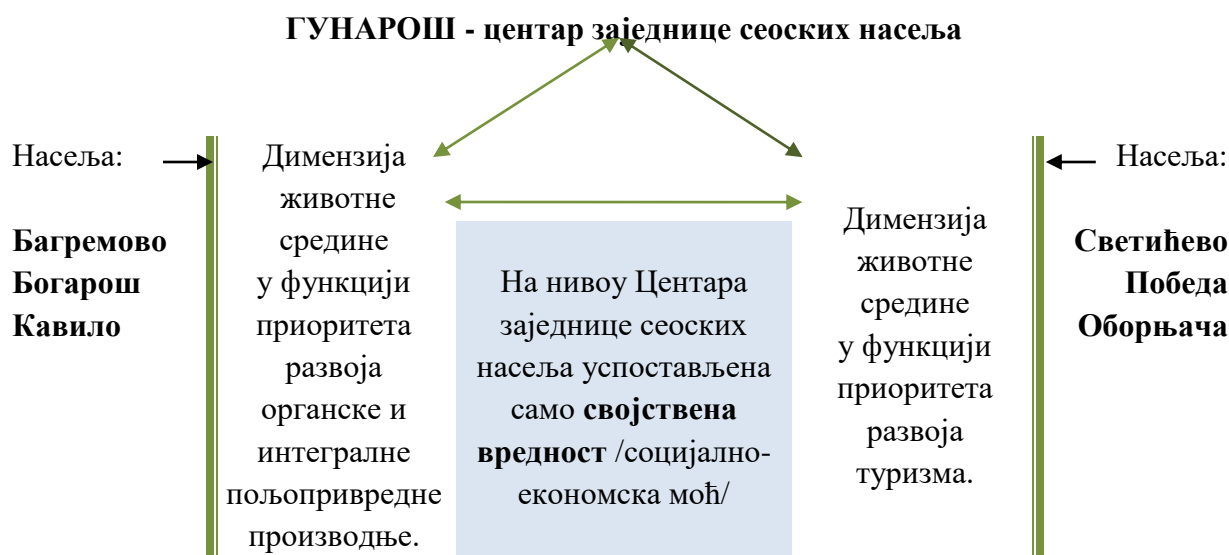 ГУНАРОШ - центар заједнице сеоских насеља
Насеља:
Багремово
Богарош
Кавило
Димензија
животне
средине
у функцији
приоритета
развоја
органске и
интегралне
пољопривредне
производње.
На нивоу Центара
заједнице сеоских
насеља успостављена
само својствена
вредност /социјално-
економска моћ/
Димензија
животне
средине
у функцији
приоритета
развоја
туризма.
Насеља:
Светићево
Победа
Оборњача